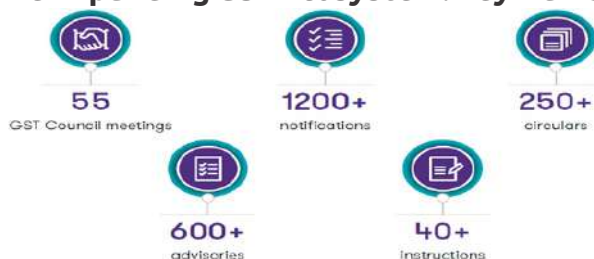 55
1200+
250+
GST Council meetings
notifications
circulars
600+
40+
advisories
instructions